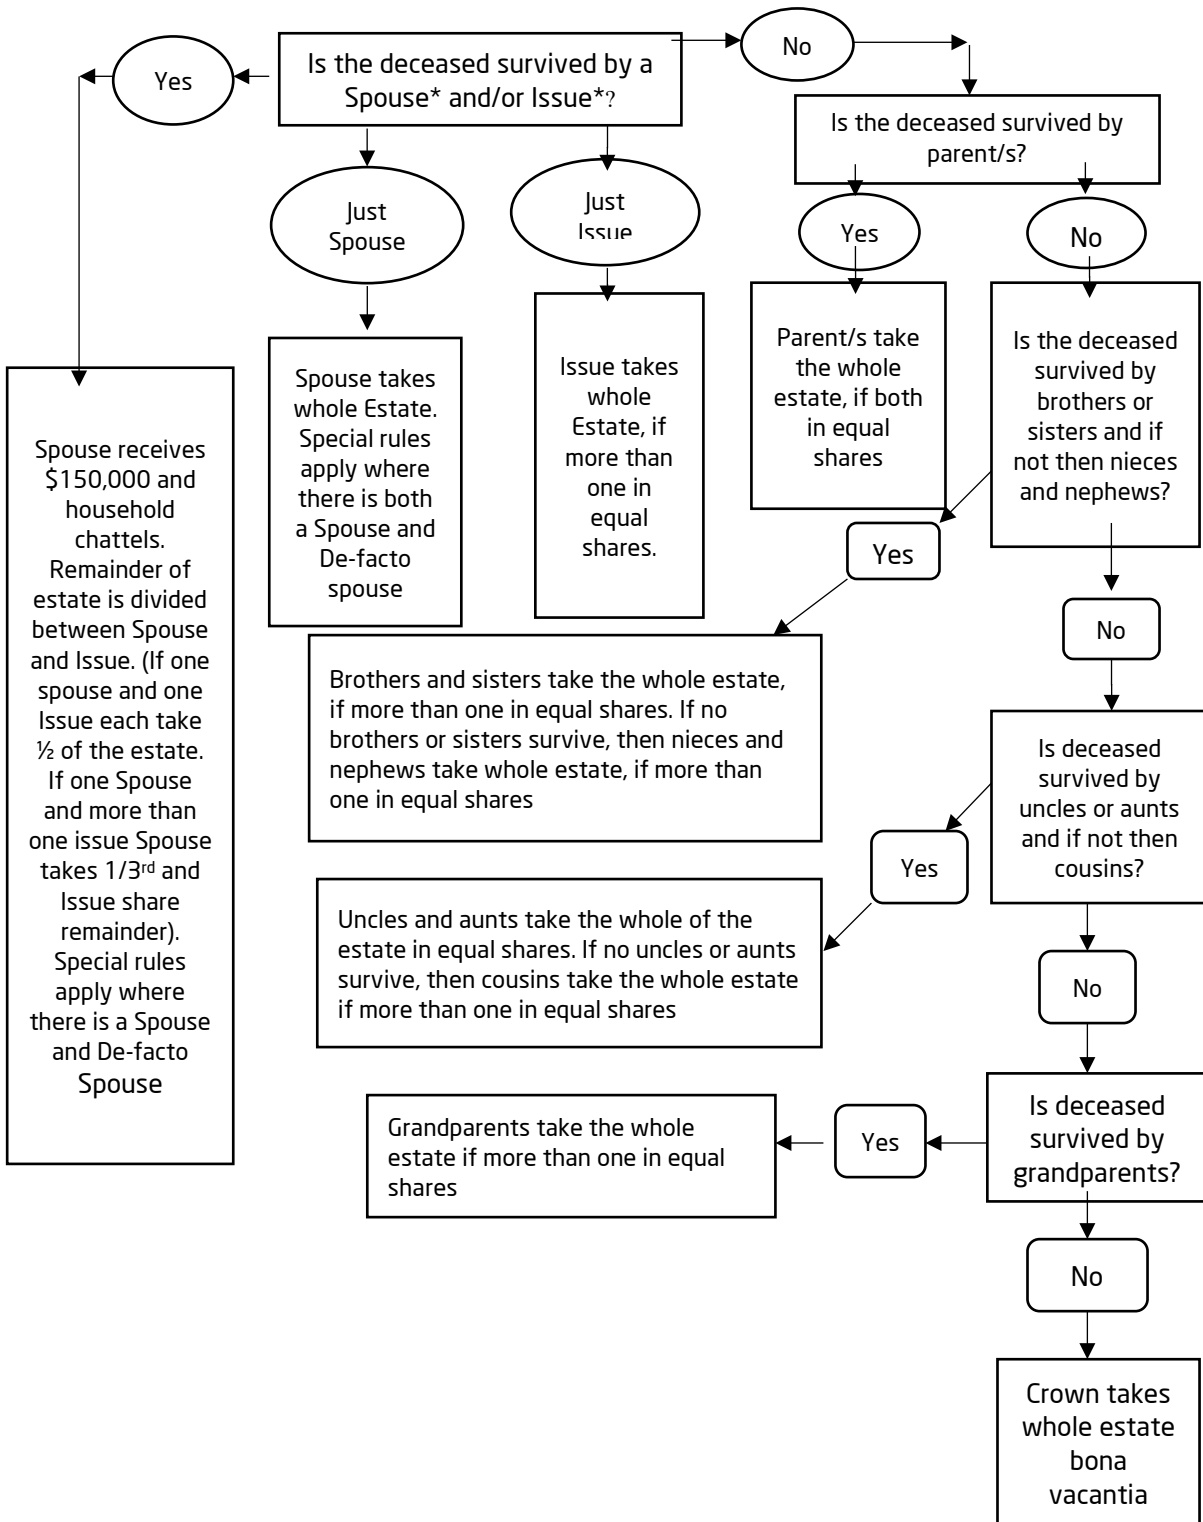 Yes
Is the deceased survived by a
Spouse* and/or Issue*?
No
Is the deceased survived by
parent/s?
Just
Spouse
Just
Issue
Yes
No
Spouse receives
$150,000 and
household
chattels.
Remainder of
estate is divided
between Spouse
and Issue. (If one
spouse and one
Issue each take
½ of the estate.
If one Spouse
and more than
one issue Spouse
takes 1/3rd and
Issue share
remainder).
Special rules
apply where
there is a Spouse
and De-facto
Spouse
Spouse takes
whole Estate.
Special rules
apply where
there is both
a Spouse and
De-facto
spouse
Issue takes
whole
Estate, if
more than
one in
equal
shares.
Parent/s take
the whole
estate, if both
in equal
shares
Is the deceased
survived by
brothers or
sisters and if
not then nieces
and nephews?
Yes
No
Brothers and sisters take the whole estate,
if more than one in equal shares. If no
brothers or sisters survive, then nieces and
nephews take whole estate, if more than
one in equal shares
Is deceased
survived by
uncles or aunts
and if not then
cousins?
Yes
No
Uncles and aunts take the whole of the
estate in equal shares. If no uncles or aunts
survive, then cousins take the whole estate
if more than one in equal shares
Is deceased
survived by
grandparents?
Yes
Grandparents take the whole
estate if more than one in equal
shares
No
Crown takes
whole estate
bona
vacantia